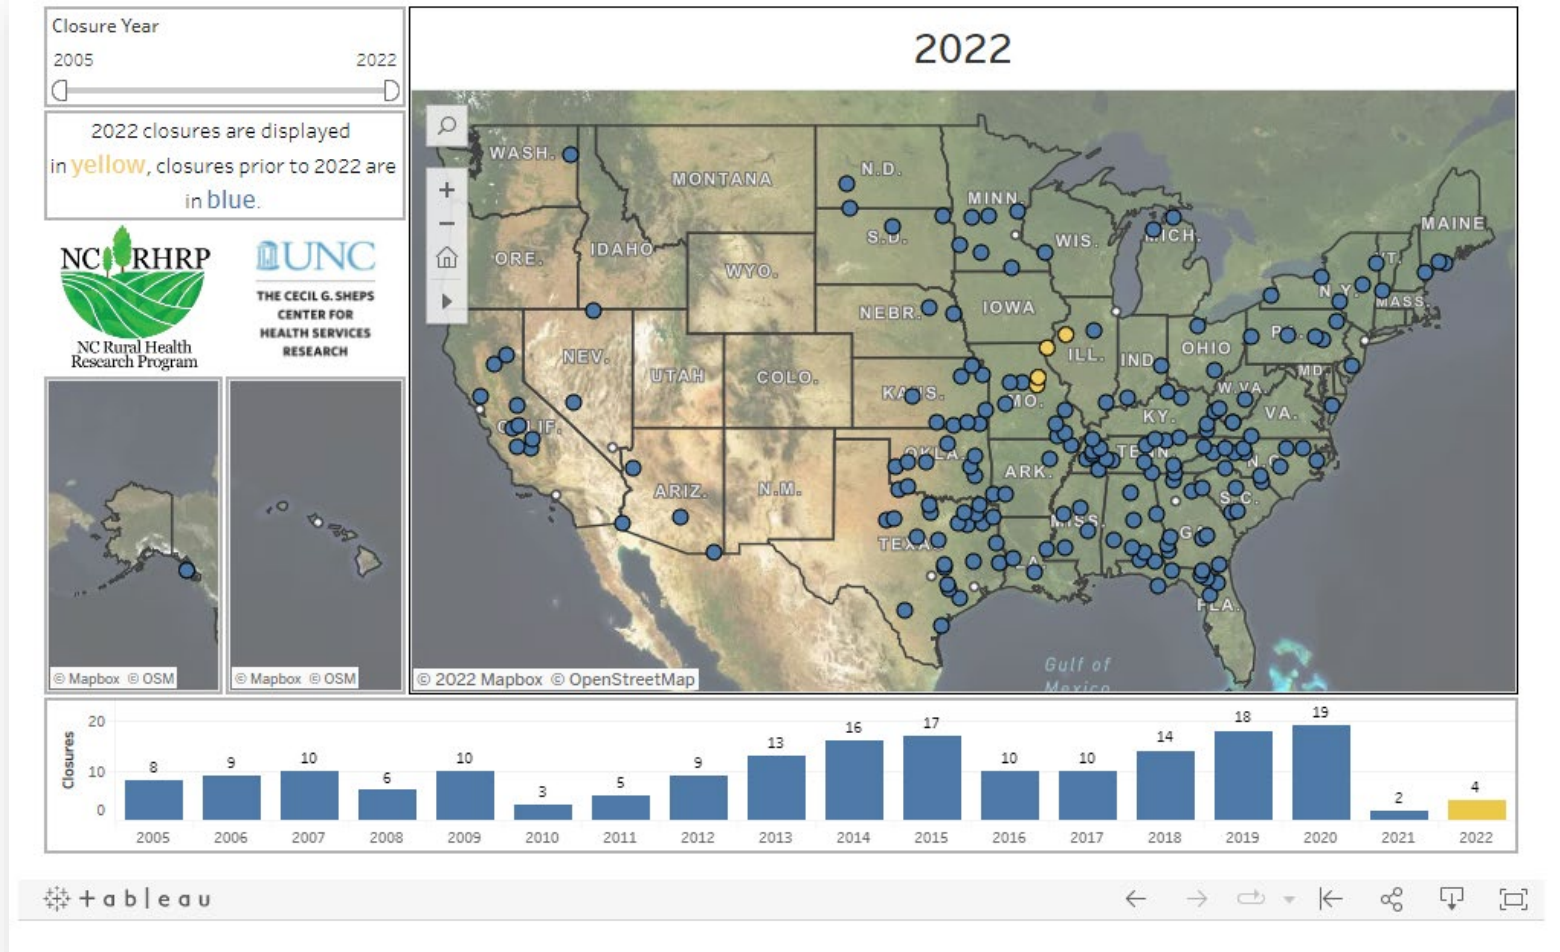 Closure Year
2005 2022
2022 closures are displayed
in yellow, closures prior to 2022 are
in blue.
NC RHRP
NC Rural Health
Research Program
UNC
THE CECIL G. SHEPS
CENTER FOR
HEALTH SERVICES
RESEARCH
© Mapbox © OSM
© Mapbox © OSM
2022
WASH.
MONTANA
N.D.
MINN.
ORE.
IDAHO
WYO.
S.D.
WIS.
MICH.
VT.
MAINE
NEBR.
IOWA
N.Y.
MASS.
NEV.
UTAH
COLO.
KANS.
MO.
ILL.
IND.
OHIO
PA.
MD.
W.VA.
VA.
CALIF.
KY.
ARIZ.
N.M.
OKLA.
ARK.
TENN.
N.C.
S.C.
TEXAS
LA.
MISS.
GA.
FLA.
Gulf of
Mexico
© 2022 Mapbox © OpenStreetMap
Closures
20
10
0
8 9 10 6 10 3 5 9 13 16 17 10 10 14 18 19 2 4
2005 2006 2007 2008 2009 2010 2011 2012 2013 2014 2015 2016 2017 2018 2019 2020 2021 2022
+ableau